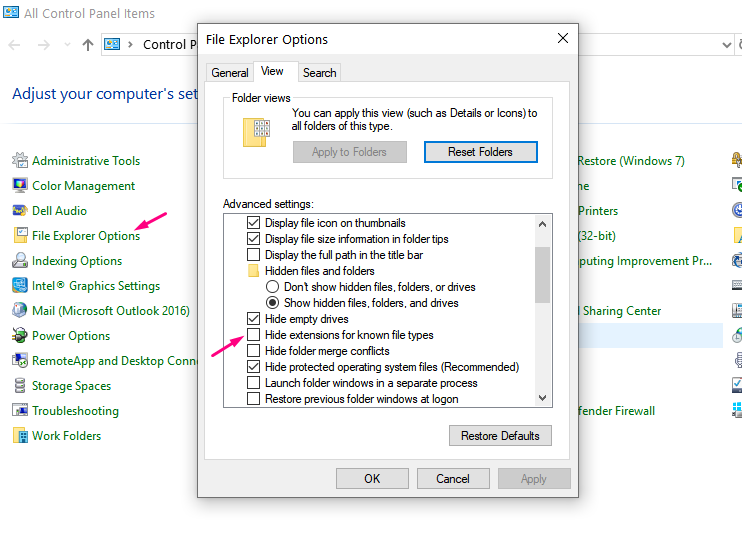 All Control Panel Items
Control P
Adjust your computer's set
Administrative Tools
Color Management
Dell Audio
File Explorer Options
Indexing Options
Intel® Graphics Settings
Mail (Microsoft Outlook 2016)
Power Options
RemoteApp and Desktop Conn
Storage Spaces
Troubleshooting
Work Folders
File Explorer Options
General View Search
Folder views
You can apply this view (such as Details or Icons) to
all folders of this type.
Apply to Folders Reset Folders
Advanced settings:
Display file icon on thumbnails
Display file size information in folder tips
Display the full path in the title bar
Hidden files and folders
Don't show hidden files, folders, or drives
Show hidden files, folders, and drives
Hide empty drives
Hide extensions for known file types
Hide folder merge conflicts
Hide protected operating system files (Recommended)
Launch folder windows in a separate process
Restore previous folder windows at logon
Restore Defaults
OK Cancel Apply
Restore (Windows 7)
ne
Printers
(32-bit)
puting Improvement Pr...
d Sharing Center
fender Firewall